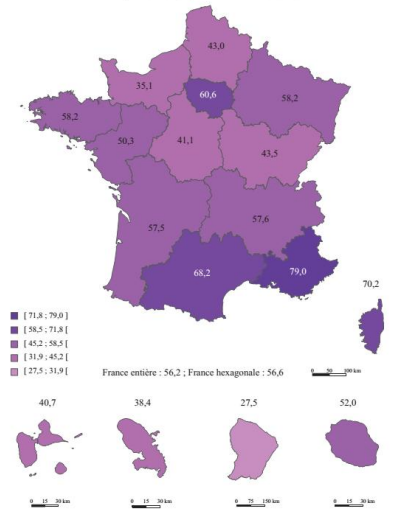 43,0
35,1
60,6
58,2
58,2
50,3
41,1
43,5
57,5
57,6
68,2
79,0
70,2
[ 71,8 ; 79,0 ]
[ 58,5 ; 71,8 [
[ 45,2 ; 58,5 [
[ 31,9 ; 45,2 [
[ 27,5 ; 31,9 [
France entière : 56,2 ; France hexagonale : 56,6
0 50 100 km
40,7
38,4
27,5
52,0
0 15 30 km
0 15 30 km
0 75 150 km
0 15 30 km